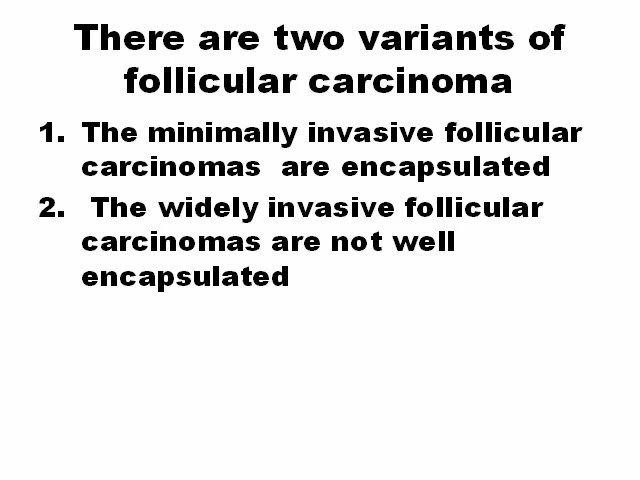 There are two variants of
follicular carcinoma
1. The minimally invasive follicular
carcinomas  are encapsulated
2.  The widely invasive follicular
carcinomas are not well
encapsulated